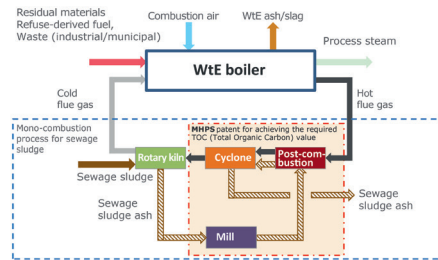 Residual materials
Refuse-derived fuel,
Waste (industrial/municipal)
Combustion air
WtE ash/slag
WtE boiler
Process steam
Cold
flue gas
Hot
flue gas
Mono-combustion
process for sewage
sludge
MHPS patent for achieving the required
TOC (Total Organic Carbon) value
Rotary kiln
Cyclone
Post-com-
bustion
Sewage sludge
Sewage
sludge ash
Sewage
sludge ash
Mill